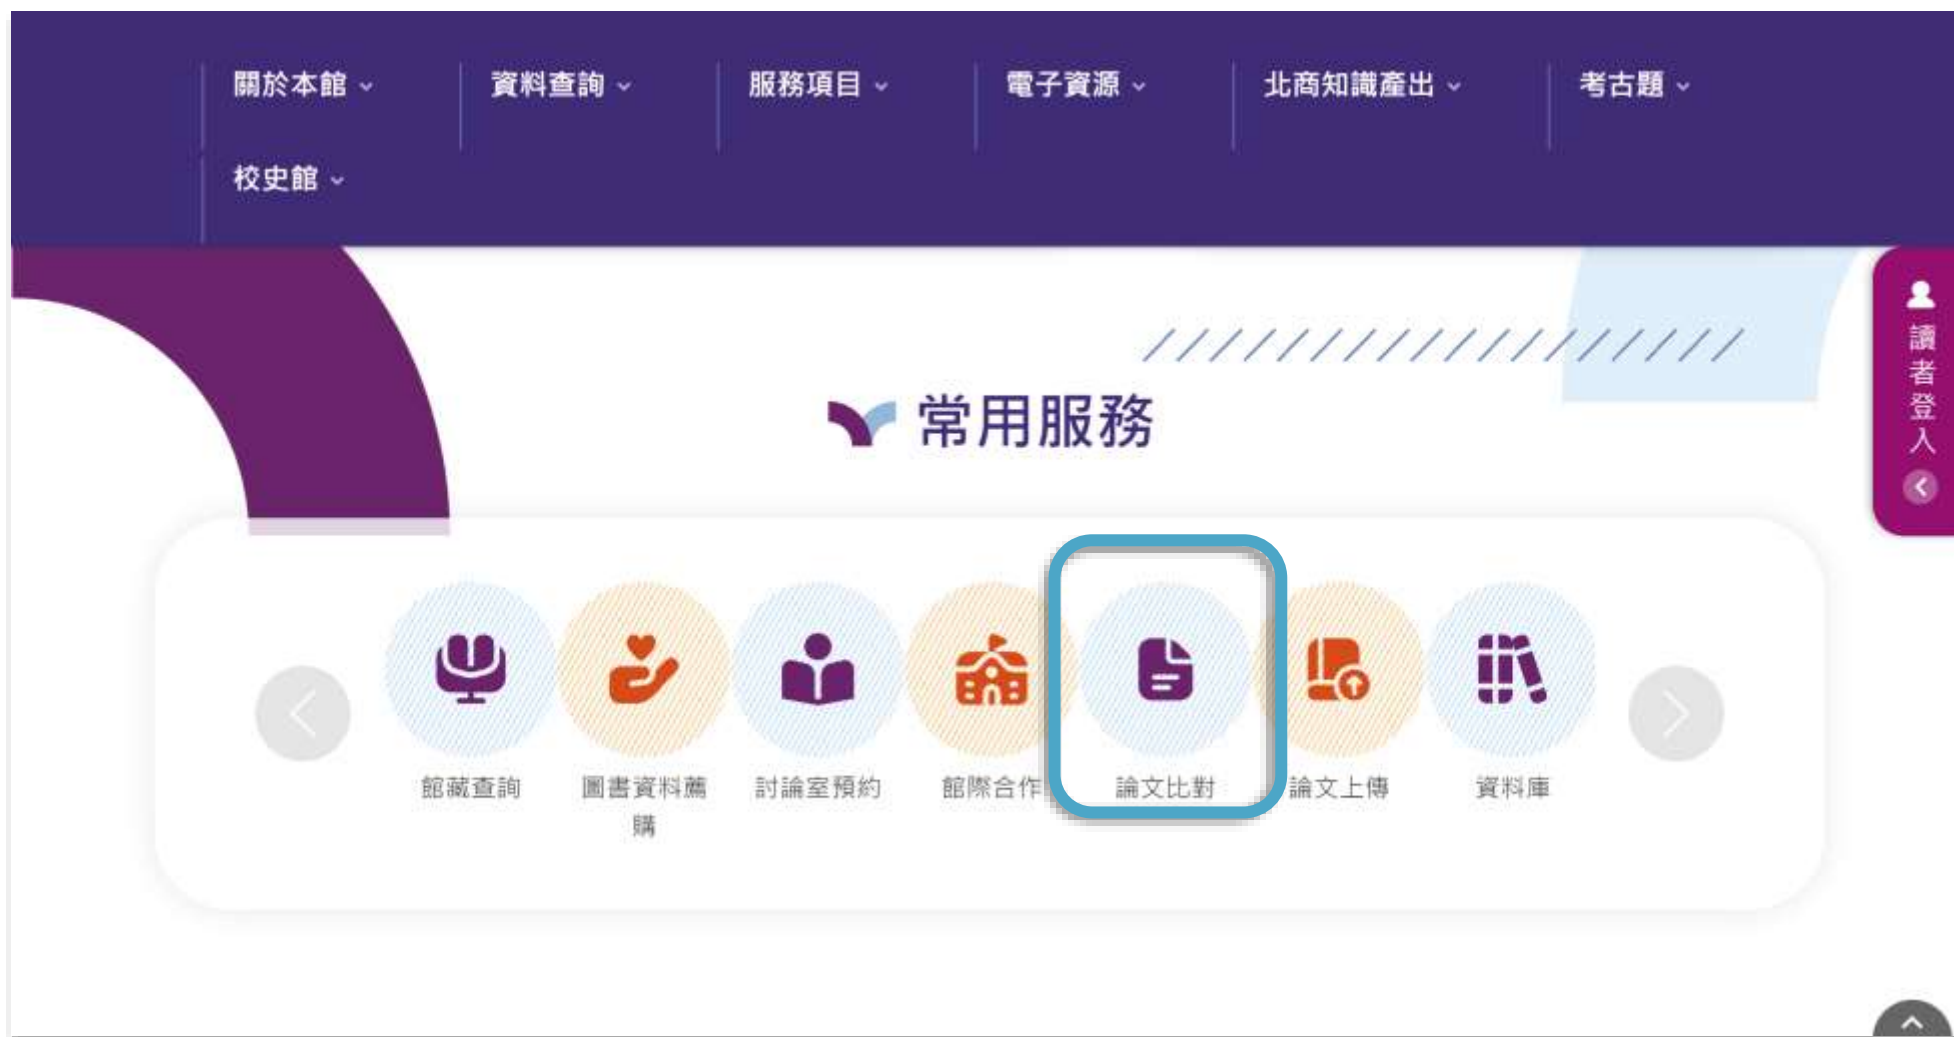 關於本館
資料查詢
服務項目
電子資源
北商知識產出
考古題
校史館
讀者登入
常用服務
館藏查詢
圖書資料薦
購
討論室預約
館際合作
論文比對
論文上傳
資料庫